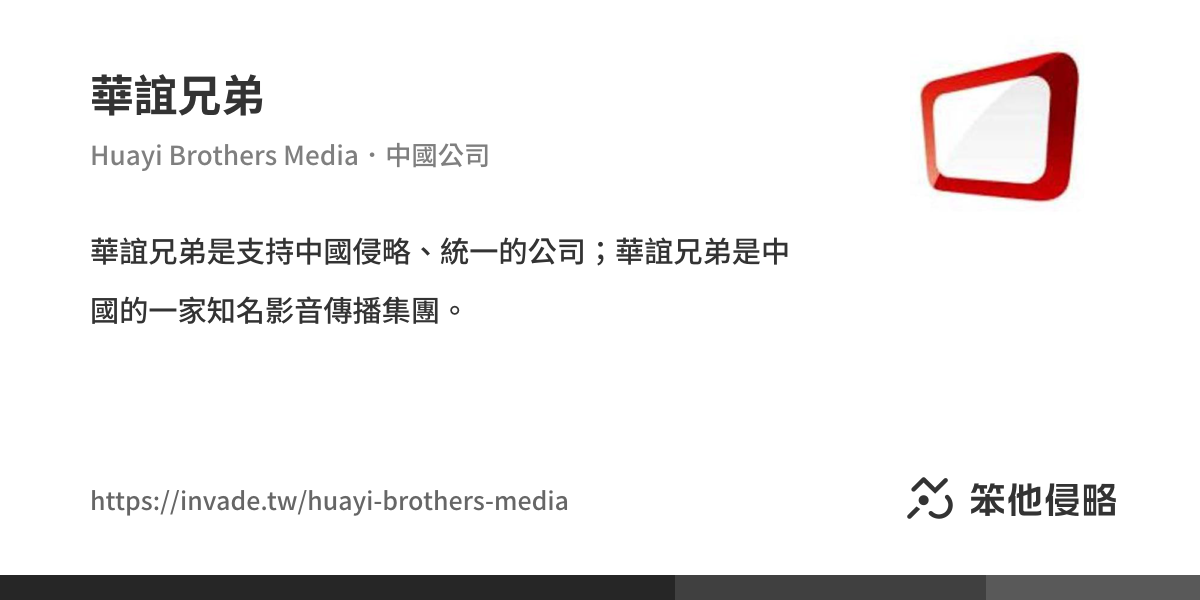 華誼兄弟
Huayi Brothers Media・中國公司
華誼兄弟是支持中國侵略、統一的公司；華誼兄弟是中
國的一家知名影音傳播集團。
https://invade.tw/huayi-brothers-media
笨他侵略